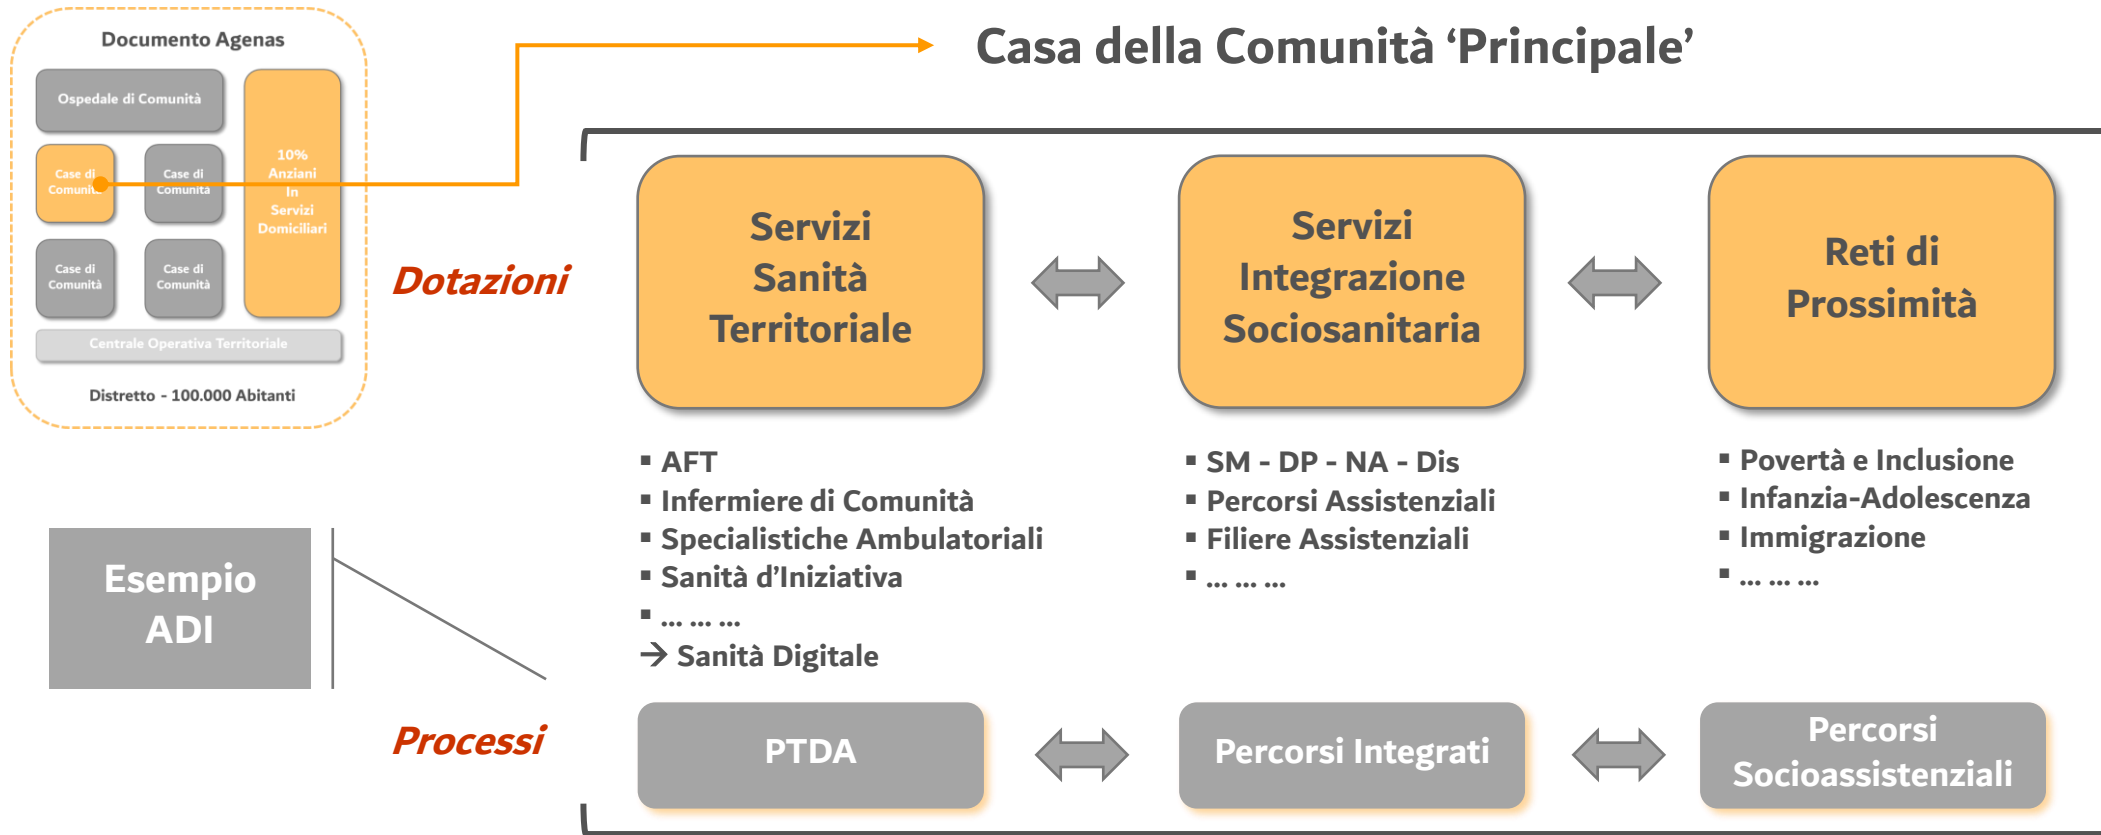 Documento Agenas
Ospedale di Comunità
Case di
Comunità
Case di
Comunità
10%
Anziani
In
Servizi
Domiciliari
Case di
Comunità
Case di
Comunità
Centrale Operativa Territoriale
Distretto - 100.000 Abitanti
Casa della Comunità ‘Principale’
Dotazioni
Servizi
Sanità
Territoriale
Servizi
Integrazione
Sociosanitaria
Reti di
Prossimità
▪ AFT
▪ Infermiere di Comunità
▪ Specialistiche Ambulatoriali
▪ Sanità d’Iniziativa
▪ … … …
→ Sanità Digitale
▪ SM - DP - NA - Dis
▪ Percorsi Assistenziali
▪ Filiere Assistenziali
▪ … … …
▪ Povertà e Inclusione
▪ Infanzia-Adolescenza
▪ Immigrazione
▪ … … …
Esempio
ADI
Processi
PTDA
Percorsi Integrati
Percorsi
Socioassistenziali